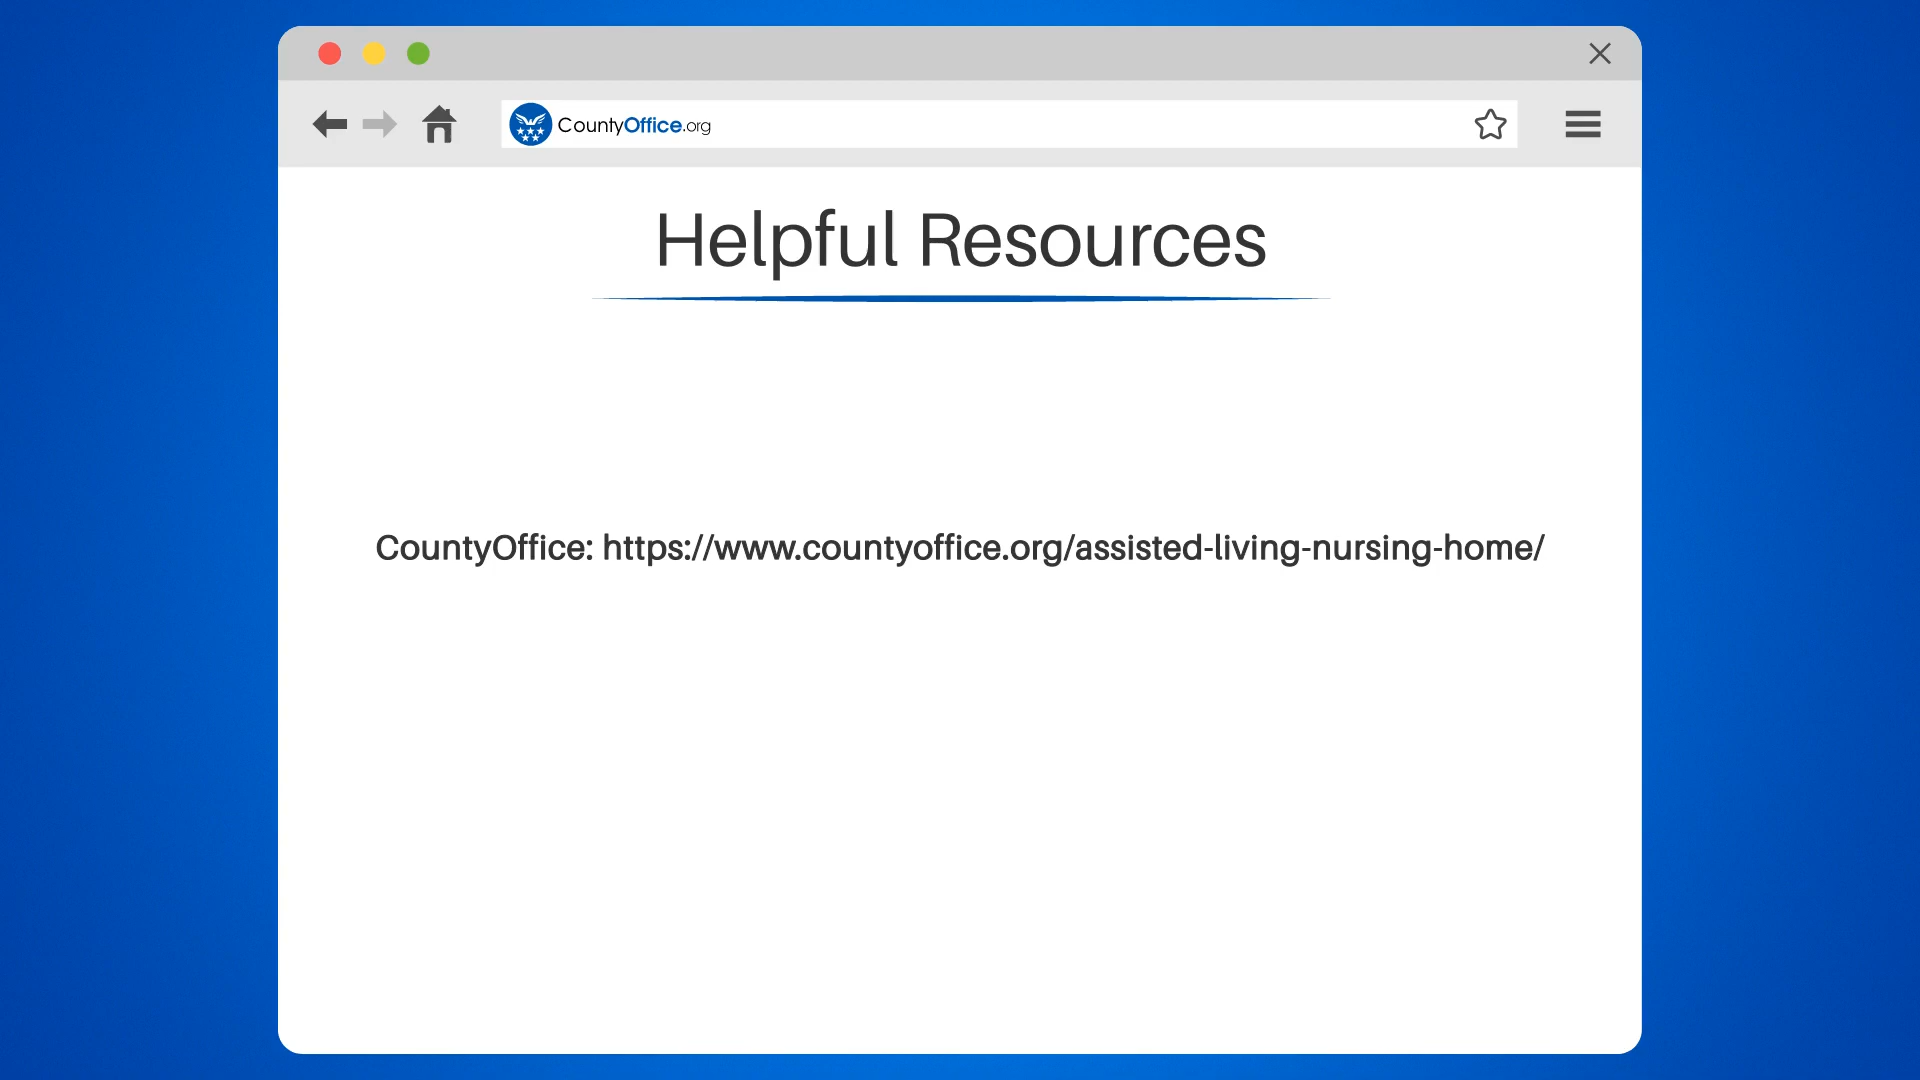 CountyOffice.org
Helpful Resources
CountyOffice: https://www.countyoffice.org/assisted-living-nursing-home/